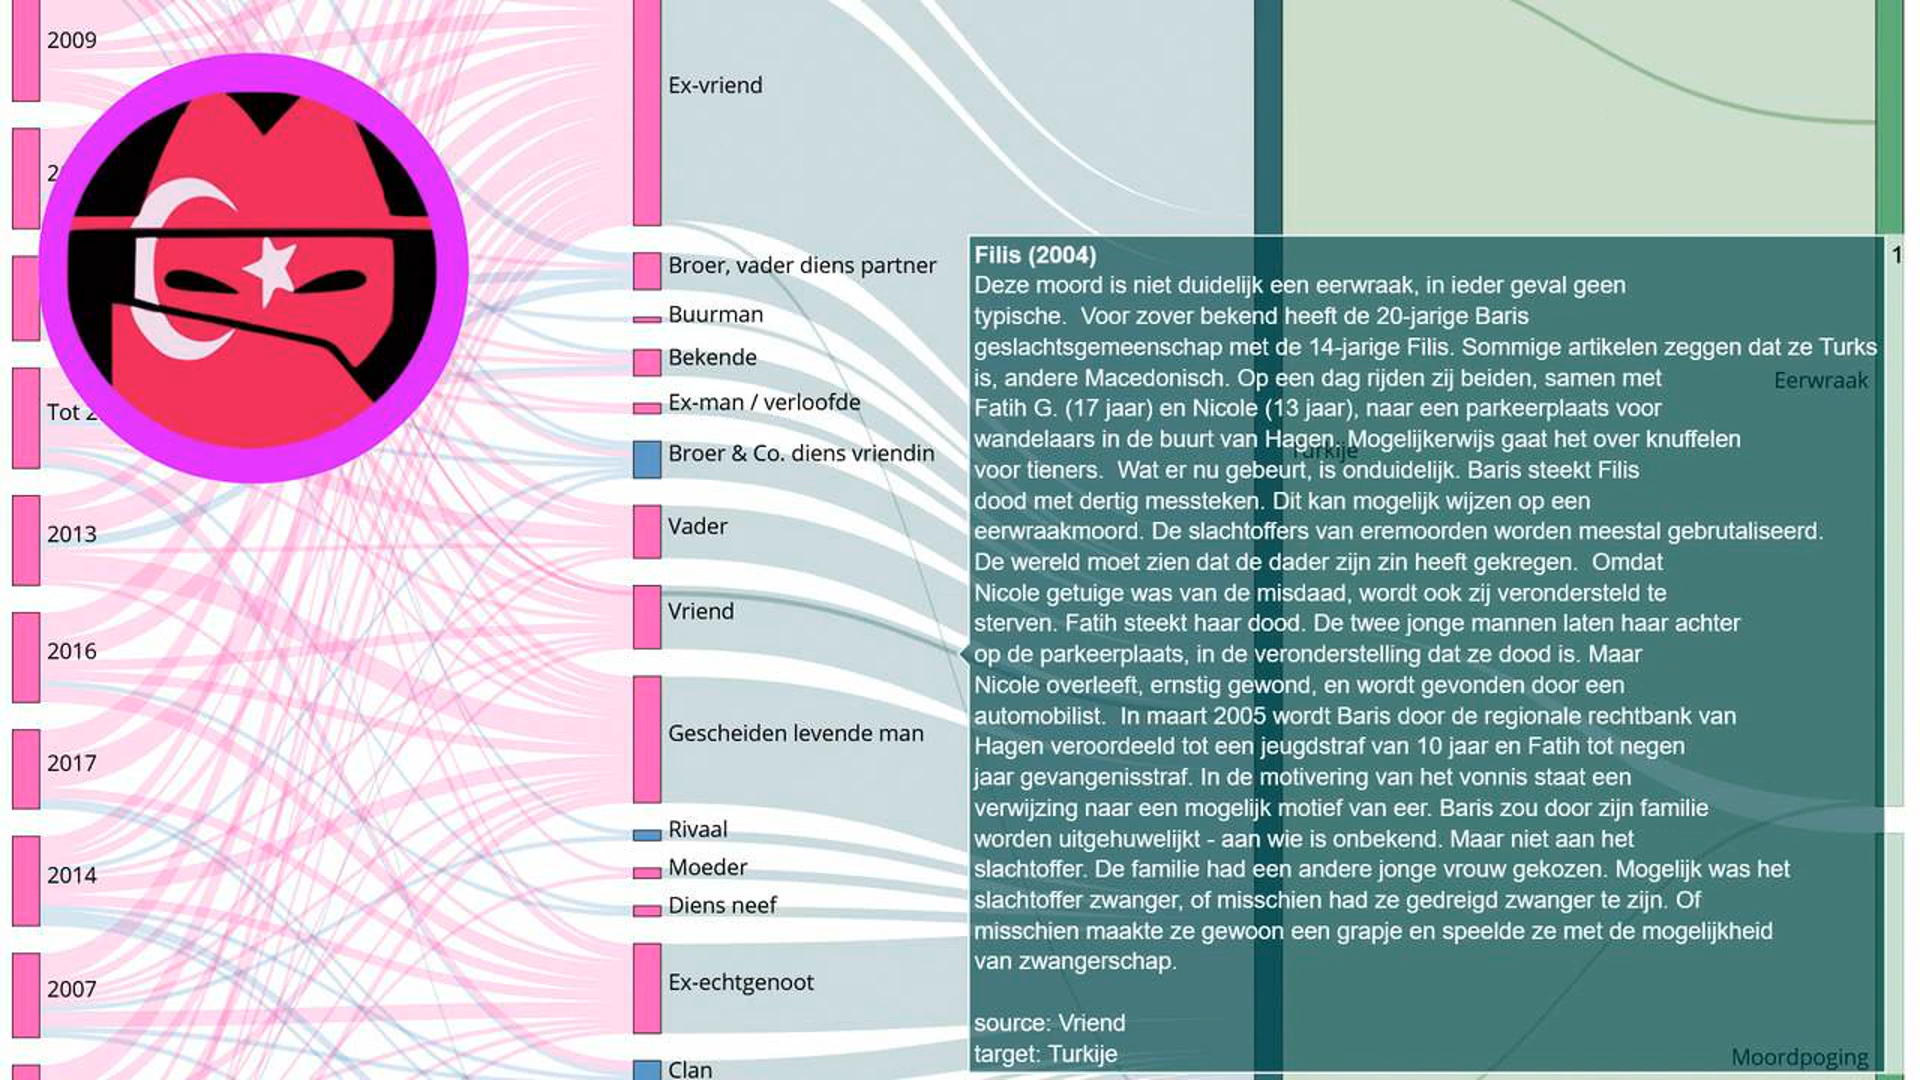 2009
2
Tot 2
2013
2016
2017
2014
2007
Ex-vriend
Broer, vader diens partner
Buurman
Bekende
Ex-man / verloofde
Broer & Co. diens vriendin
Vader
Vriend
Gescheiden levende man
Rivaal
Moeder
Diens neef
Ex-echtgenoot
Clan
Filis (2004)
Deze moord is niet duidelijk een eerwraak, in ieder geval geen
typische.  Voor zover bekend heeft de 20-jarige Baris
geslachtsgemeenschap met de 14-jarige Filis. Sommige artikelen zeggen dat ze Turks
is, andere Macedonisch. Op een dag rijden zij beiden, samen met
Fatih G. (17 jaar) en Nicole (13 jaar), naar een parkeerplaats voor
wandelaars in de buurt van Hagen. Mogelijkerwijs gaat het over knuffelen
voor tieners.  Wat er nu gebeurt, is onduidelijk. Baris steekt Filis
dood met dertig messteken. Dit kan mogelijk wijzen op een
eerwraakmoord. De slachtoffers van eremoorden worden meestal gebrutaliseerd.
De wereld moet zien dat de dader zijn zin heeft gekregen.  Omdat
Nicole getuige was van de misdaad, wordt ook zij verondersteld te
sterven. Fatih steekt haar dood. De twee jonge mannen laten haar achter
op de parkeerplaats, in de veronderstelling dat ze dood is. Maar
Nicole overleeft, ernstig gewond, en wordt gevonden door een
automobilist.  In maart 2005 wordt Baris door de regionale rechtbank van
Hagen veroordeeld tot een jeugdstraf van 10 jaar en Fatih tot negen
jaar gevangenisstraf. In de motivering van het vonnis staat een
verwijzing naar een mogelijk motief van eer. Baris zou door zijn familie
worden uitgehuwelijkt - aan wie is onbekend. Maar niet aan het
slachtoffer. De familie had een andere jonge vrouw gekozen. Mogelijk was het
slachtoffer zwanger, of misschien had ze gedreigd zwanger te zijn. Of
misschien maakte ze gewoon een grapje en speelde ze met de mogelijkheid
van zwangerschap.
source: Vriend
target: Turkije
1
Eerwraak
Turkije
Moordpoging